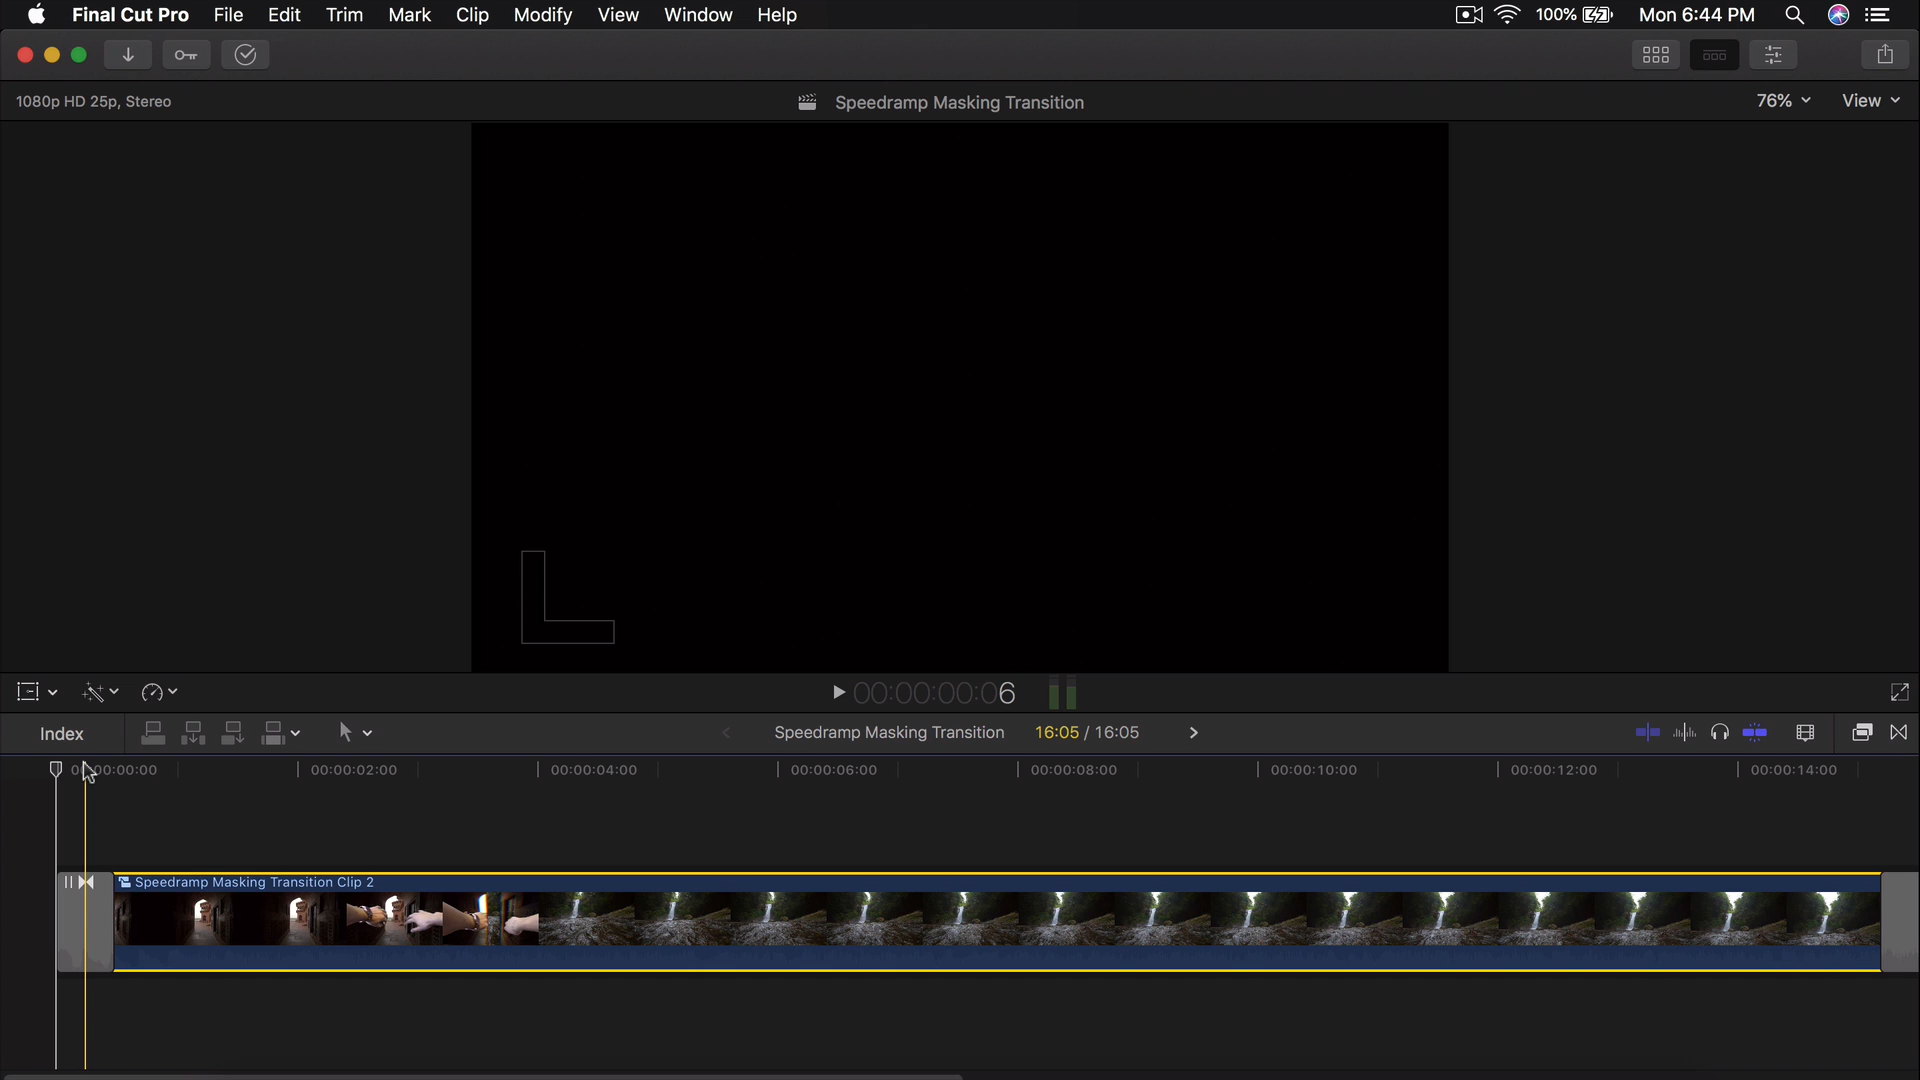 Final Cut Pro File Edit Trim Mark Clip Modify View Window Help 100% Mon 6:44 PM
1080p HD 25p, Stereo Speedramp Masking Transition 76% View
00:00:00:06
Index Speedramp Masking Transition 16:05 / 16:05
00:00:00:00 00:00:02:00 00:00:04:00 00:00:06:00 00:00:08:00 00:00:10:00 00:00:12:00 00:00:14:00
Speedramp Masking Transition Clip 2